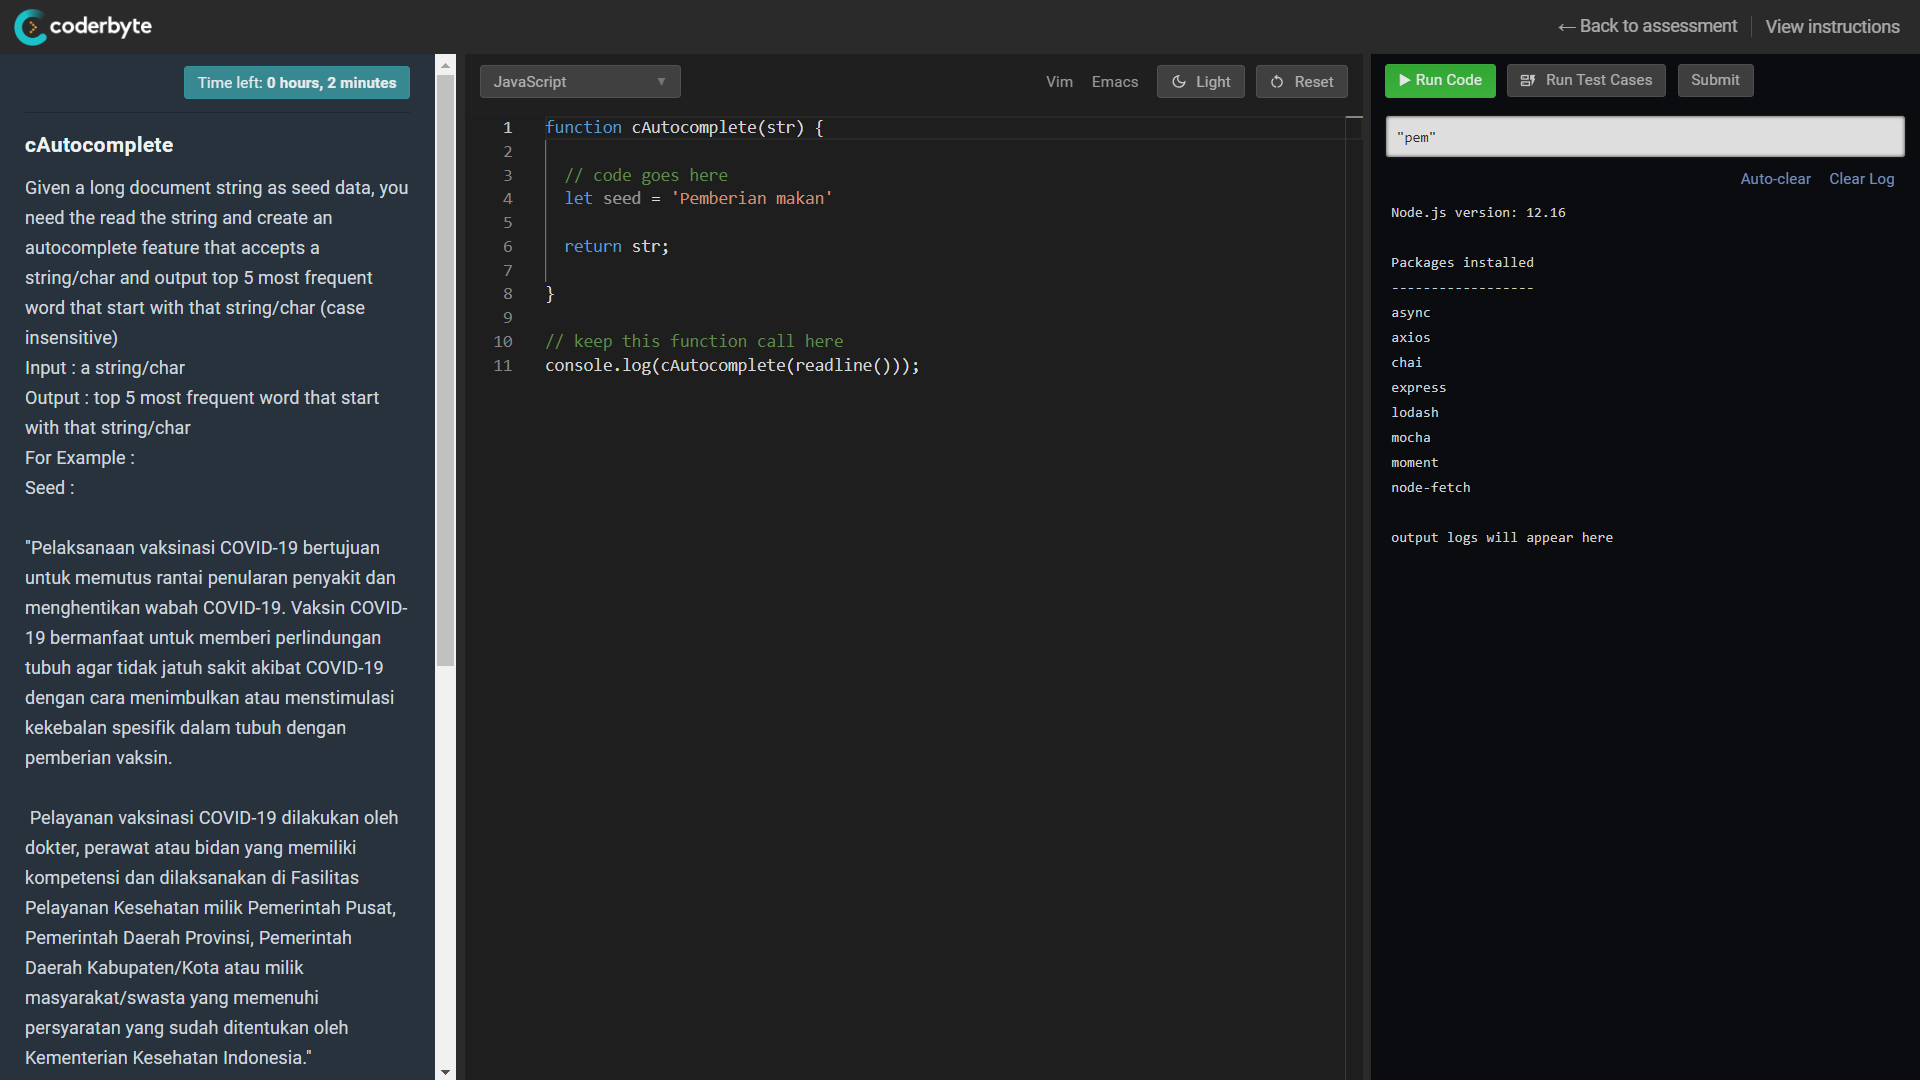 coderbyte
←Back to assessment
View instructions
Time left: 0 hours, 2 minutes
cAutocomplete
Given a long document string as seed data, you
need the read the string and create an
autocomplete feature that accepts a
string/char and output top 5 most frequent
word that start with that string/char (case
insensitive)
Input : a string/char
Output : top 5 most frequent word that start
with that string/char
For Example :
Seed :
"Pelaksanaan vaksinasi COVID-19 bertujuan
untuk memutus rantai penularan penyakit dan
menghentikan wabah COVID-19. Vaksin COVID-
19 bermanfaat untuk memberi perlindungan
tubuh agar tidak jatuh sakit akibat COVID-19
dengan cara menimbulkan atau menstimulasi
kekebalan spesifik dalam tubuh dengan
pemberian vaksin.
Pelayanan vaksinasi COVID-19 dilakukan oleh
dokter, perawat atau bidan yang memiliki
kompetensi dan dilaksanakan di Fasilitas
Pelayanan Kesehatan milik Pemerintah Pusat,
Pemerintah Daerah Provinsi, Pemerintah
Daerah Kabupaten/Kota atau milik
masyarakat/swasta yang memenuhi
persyaratan yang sudah ditentukan oleh
Kementerian Kesehatan Indonesia."
JavaScript
Vim
Emacs
Light
Reset
1 function cAutocomplete(str) {
2
3 // code goes here
4 let seed = 'Pemberian makan'
5
6 return str;
7
8 }
9
10 // keep this function call here
11 console.log(cAutocomplete(readline()));
Run Code
Run Test Cases
Submit
"pem"
Auto-clear
Clear Log
Node.js version: 12.16
Packages installed
------------------
async
axios
chai
express
lodash
mocha
moment
node-fetch
output logs will appear here